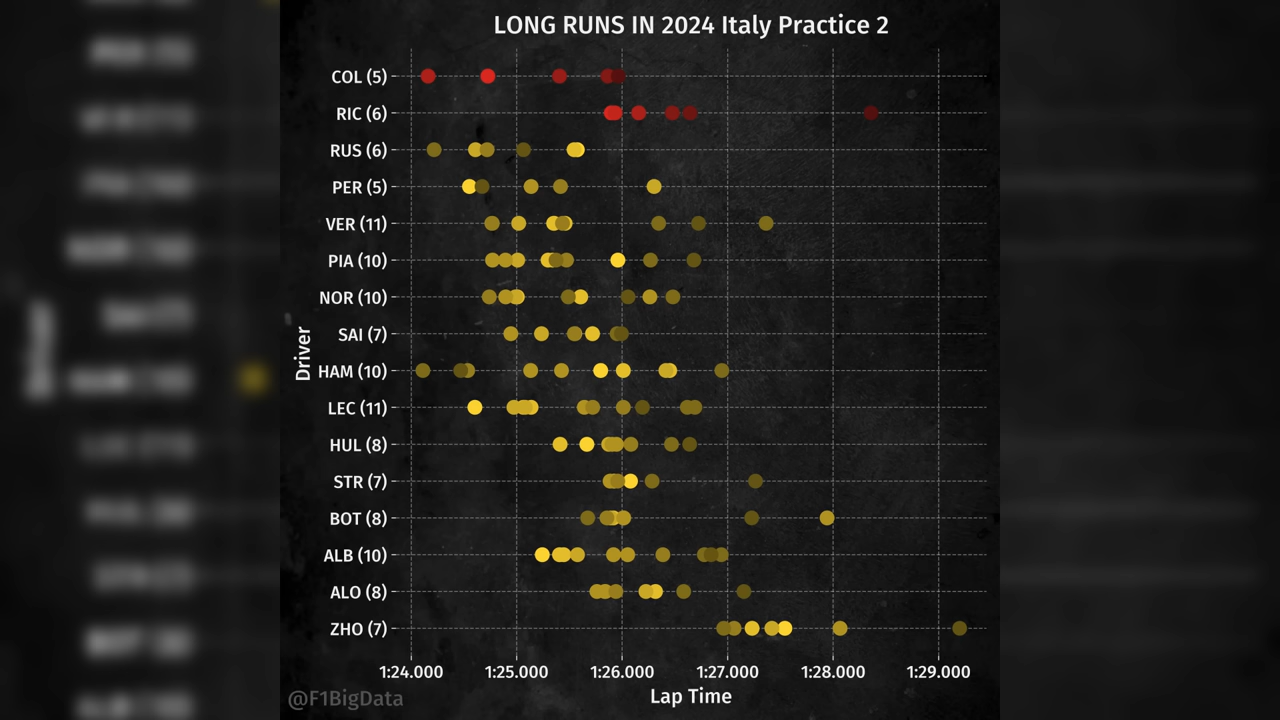 LONG RUNS IN 2024 Italy Practice 2
COL (5)
RIC (6)
RUS (6)
PER (5)
VER (11)
PIA (10)
NOR (10)
SAI (7)
HAM (10)
LEC (11)
HUL (8)
STR (7)
BOT (8)
ALB (10)
ALO (8)
ZHO (7)
Driver
1:24.000 1:25.000 1:26.000 1:27.000 1:28.000 1:29.000
Lap Time
@F1BigData